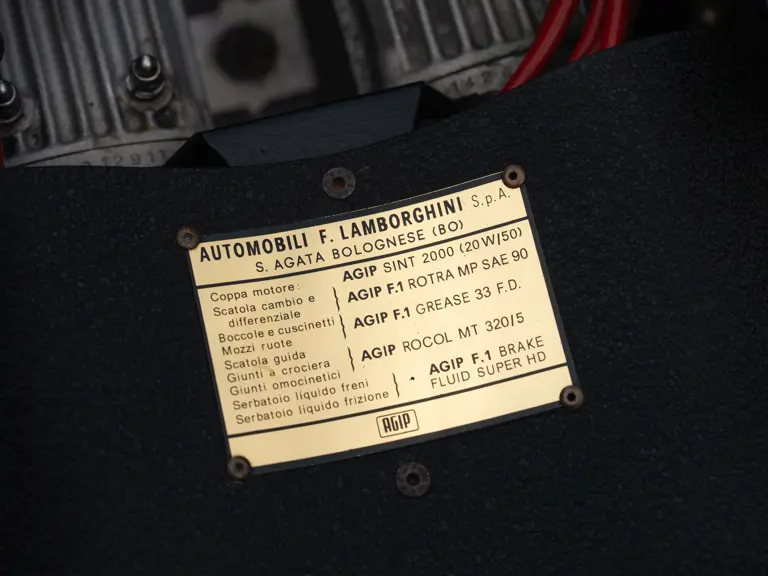 AUTOMOBILI F. LAMBORGHINI S.p.A.
S. AGATA BOLOGNESE (BO)
Coppa motore: AGIP SINT 2000 (20W/50)
Scatola cambio e
differenziale
AGIP F.1 ROTRA MP SAE 90
Boccole e cuscinetti
Mozzi ruote
AGIP F.1 GREASE 33 F.D.
Scatola guida
Giunti a crociera
Giunti omocinetici
AGIP ROCOL MT 320/5
Serbatoio liquido freni
Serbatoio liquido frizione
AGIP F.1 BRAKE
FLUID SUPER HD
AGIP